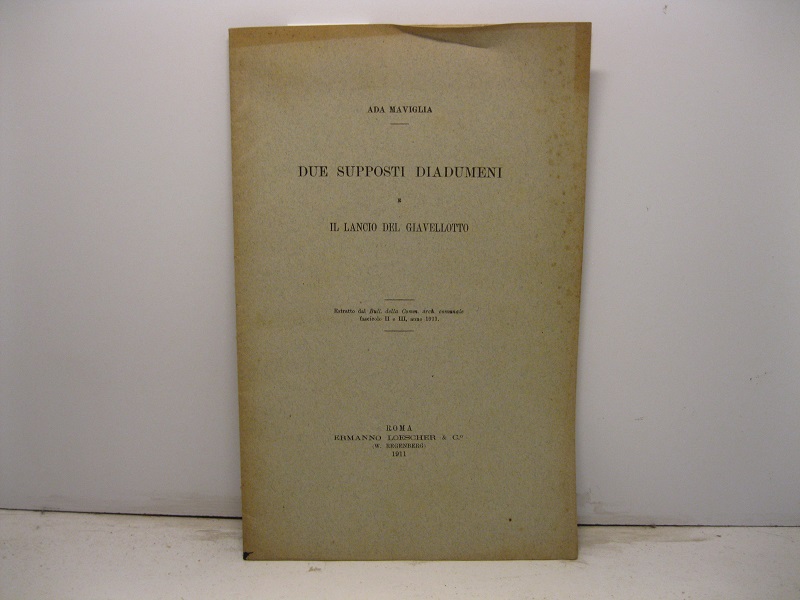 ADA MAVIGLIA
DUE SUPPOSTI DIADUMENI
E
IL LANCIO DEL GIAVELLOTTO
Estratto dal Bull. della Comm. arch. comunale
fascicolo II e III, anno 1911.
ROMA
ERMANNO LOESCHER & C.º
(W. REGENBERG)
1911